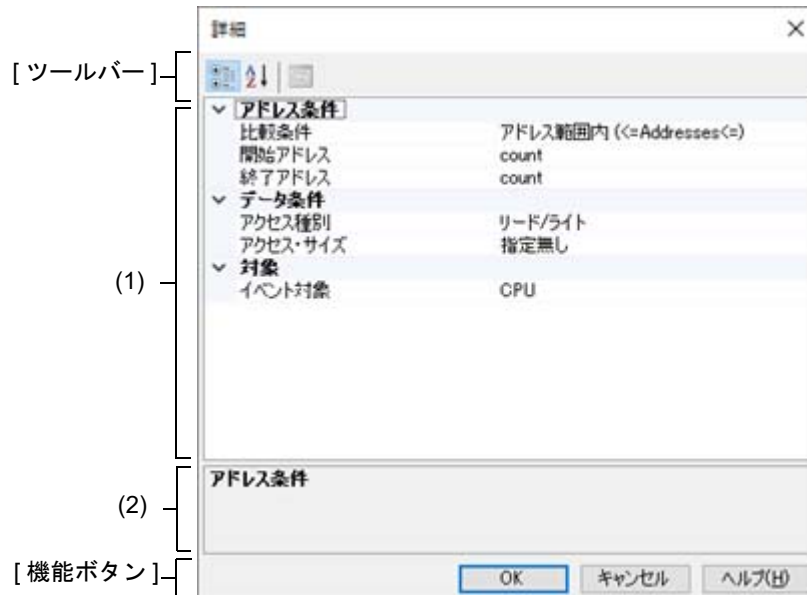 詳細
[ ツールバー ]
アドレス条件
比較条件 アドレス範囲内 (<=Addresses<=)
開始アドレス count
終了アドレス count
データ条件
アクセス種別 リード/ライト
アクセス・サイズ 指定無し
対象
イベント対象 CPU
(1)
アドレス条件
(2)
[ 機能ボタン ]
OK キャンセル ヘルプ(H)